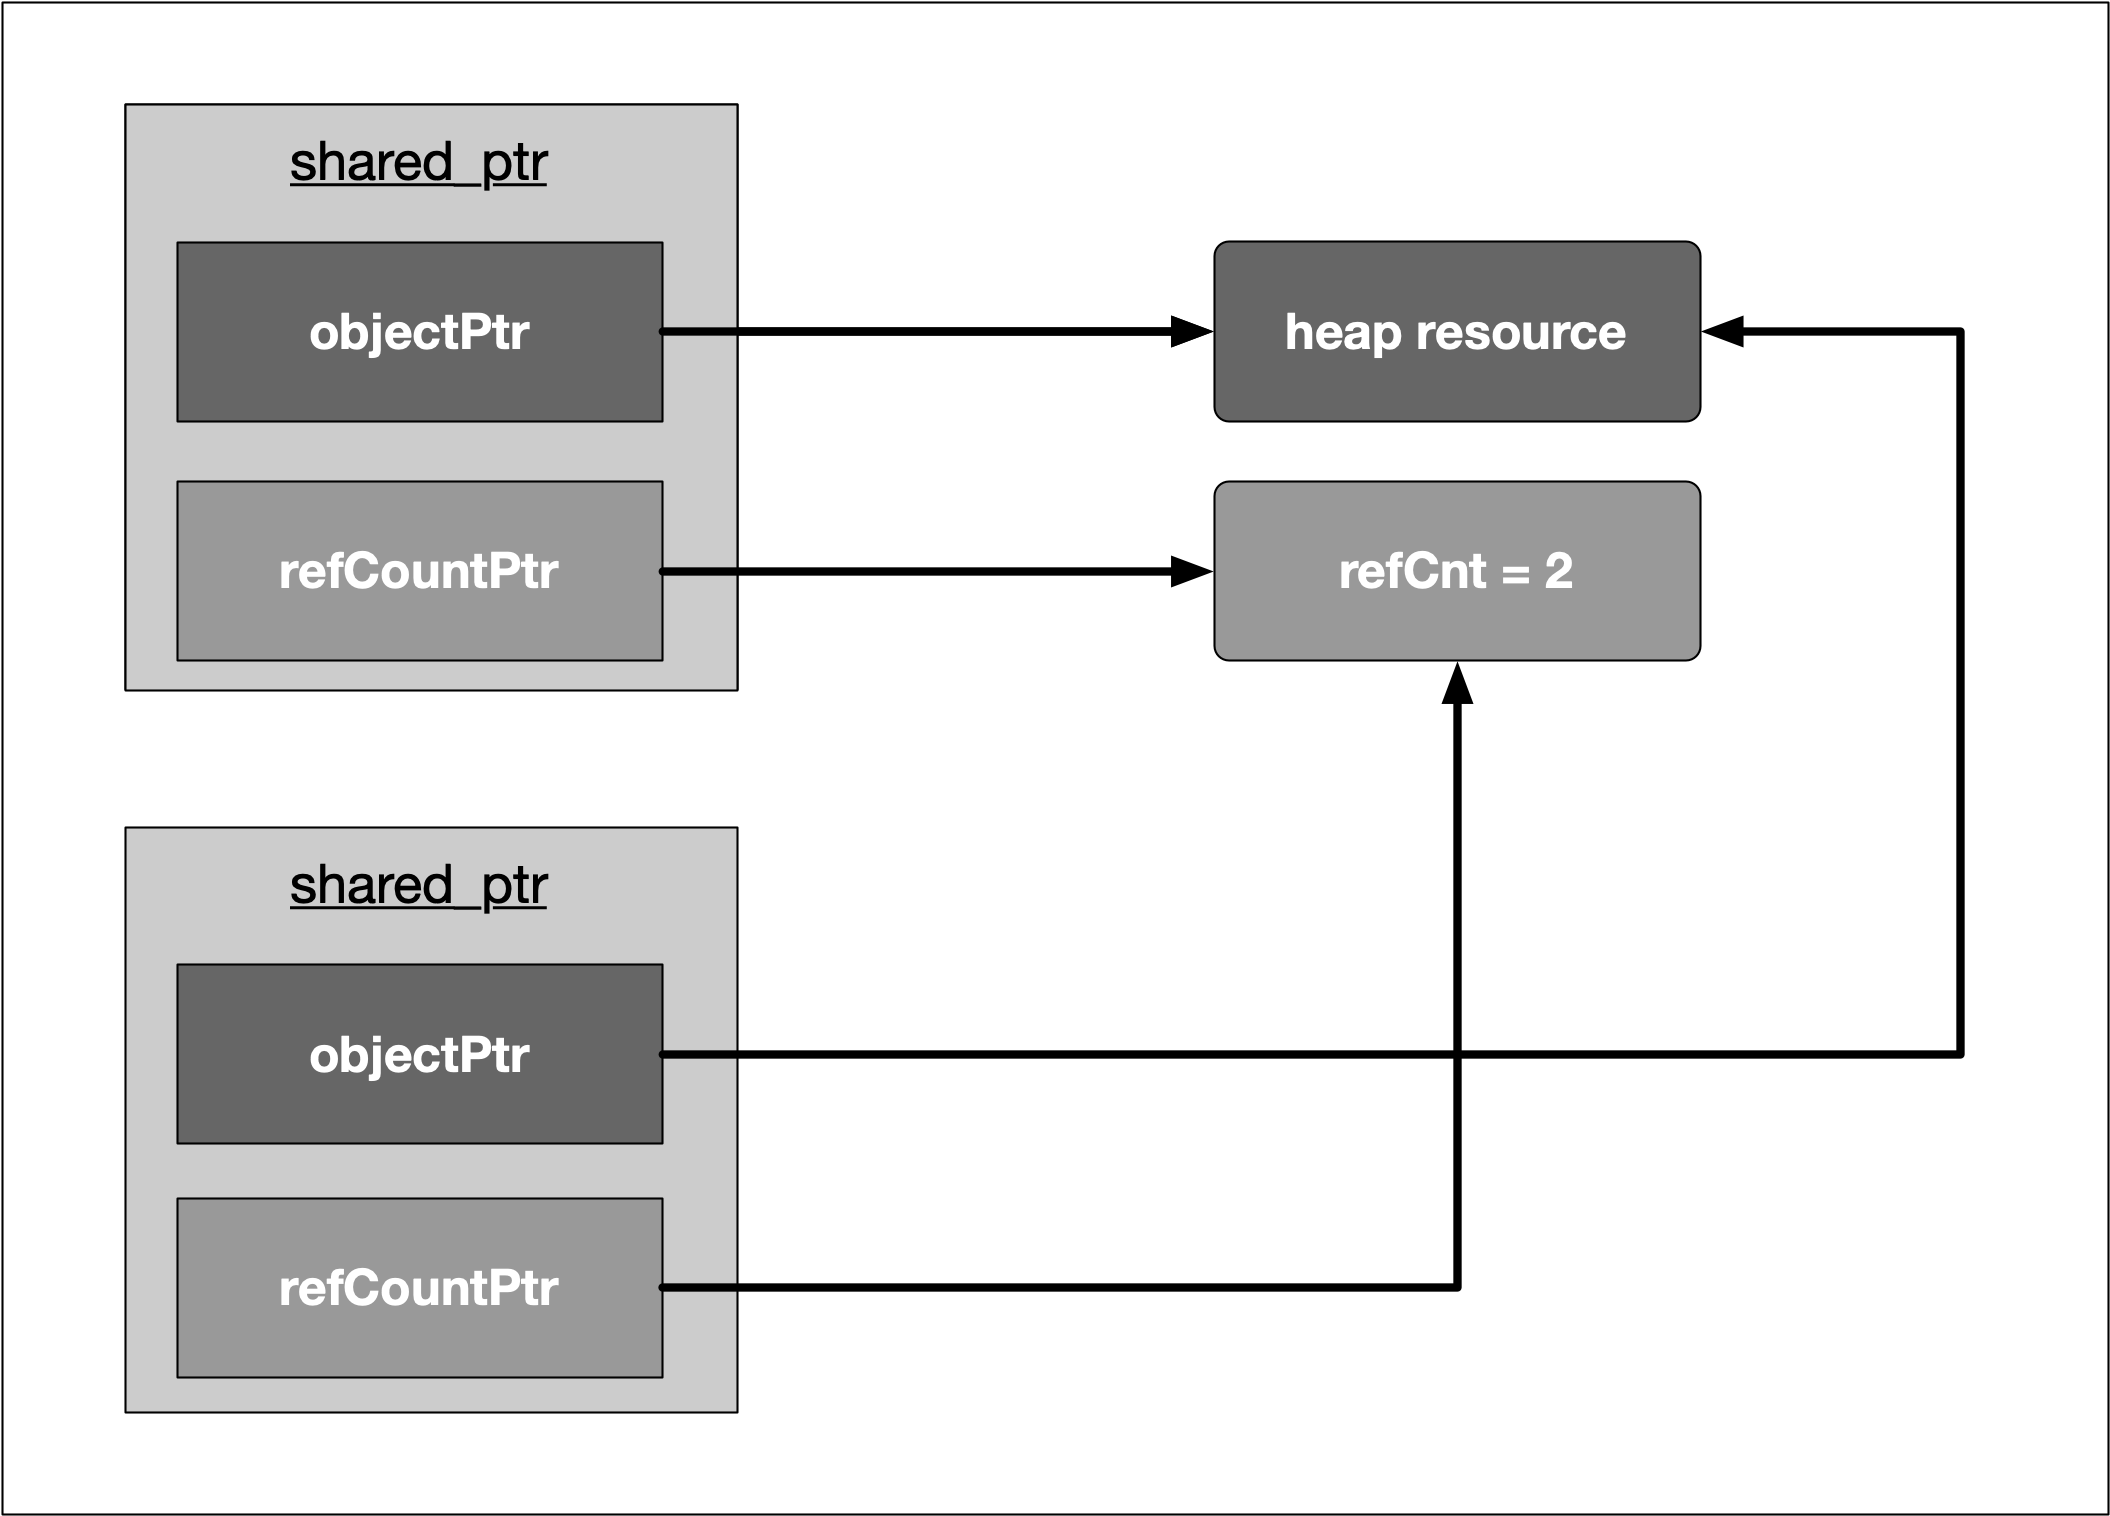 shared_ptr
objectPtr
heap resource
refCountPtr
refCnt = 2
shared_ptr
objectPtr
refCountPtr